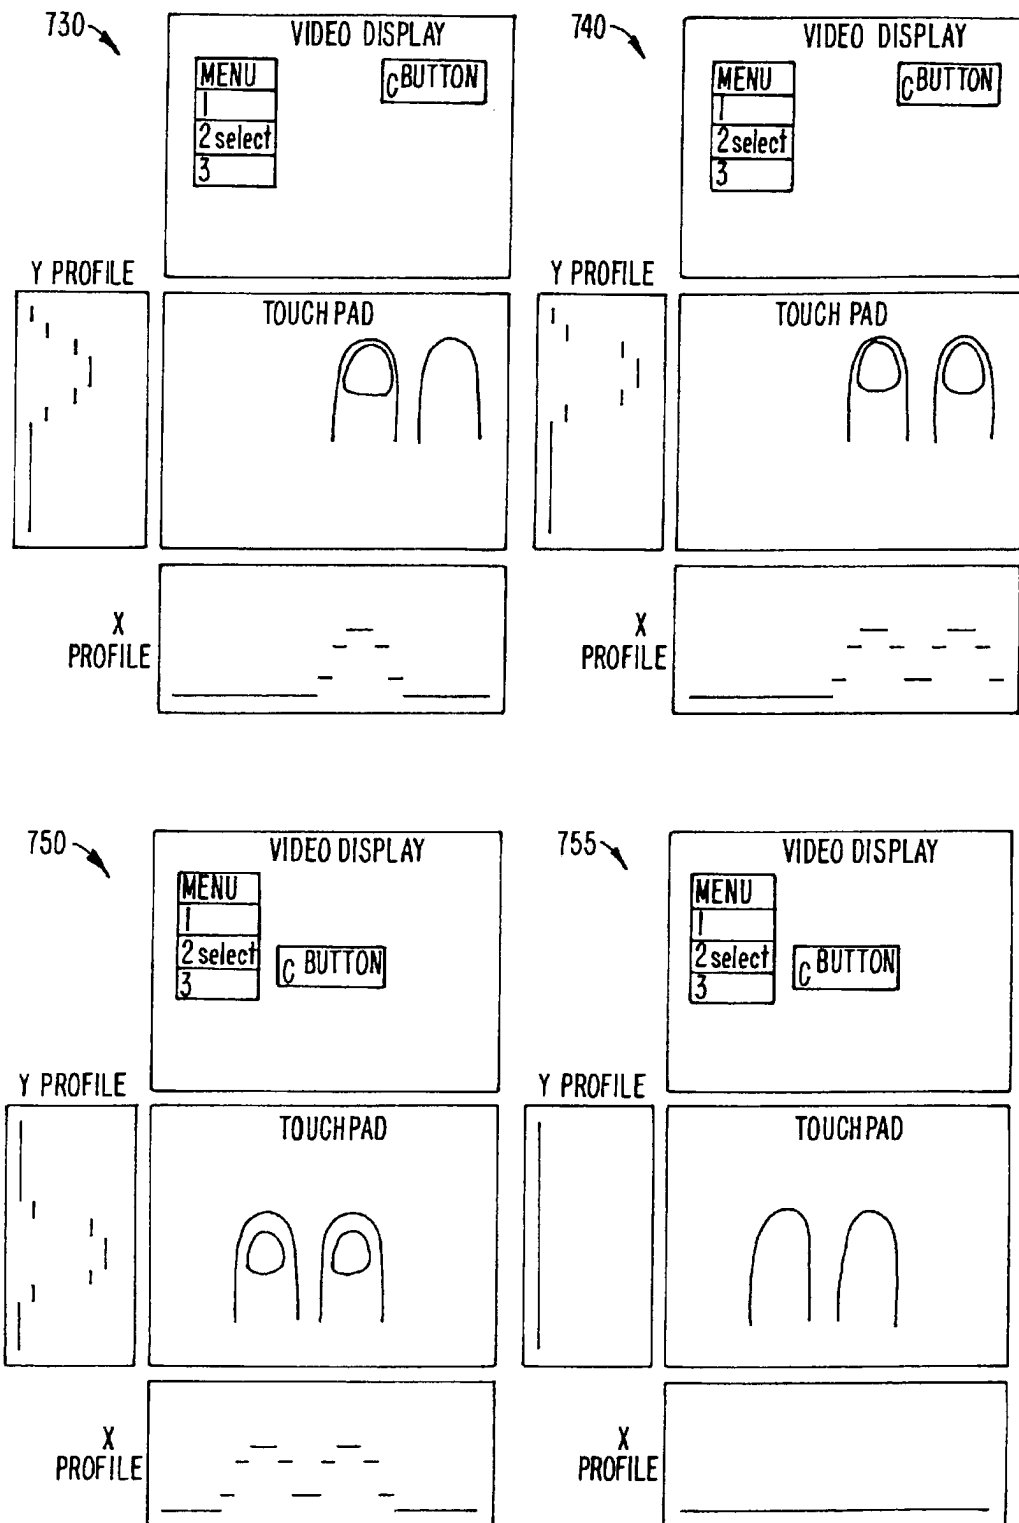 730
VIDEO DISPLAY
MENU
1
2 select
3
C BUTTON
Y PROFILE
TOUCH PAD
X
PROFILE
740
VIDEO DISPLAY
MENU
1
2 select
3
C BUTTON
Y PROFILE
TOUCH PAD
X
PROFILE
750
VIDEO DISPLAY
MENU
1
2 select
3
C BUTTON
Y PROFILE
TOUCH PAD
X
PROFILE
755
VIDEO DISPLAY
MENU
1
2 select
3
C BUTTON
Y PROFILE
TOUCH PAD
X
PROFILE